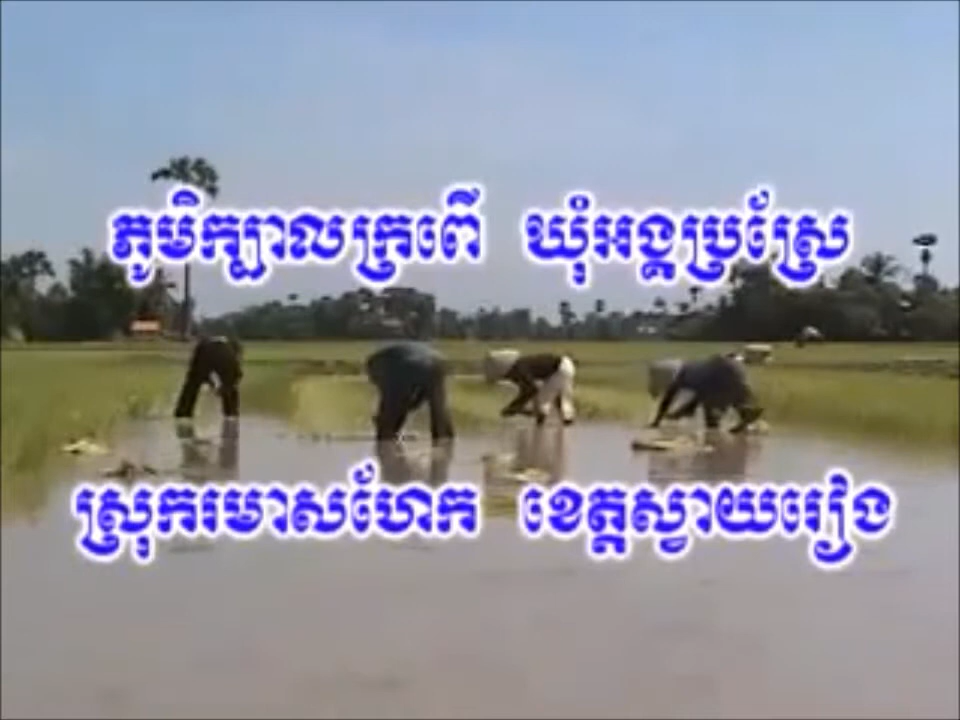 ភូមិក្បាលក្រពើ ឃុំអង្គប្រស្រែ
ស្រុករមាសហែក ខេត្តស្វាយរៀង